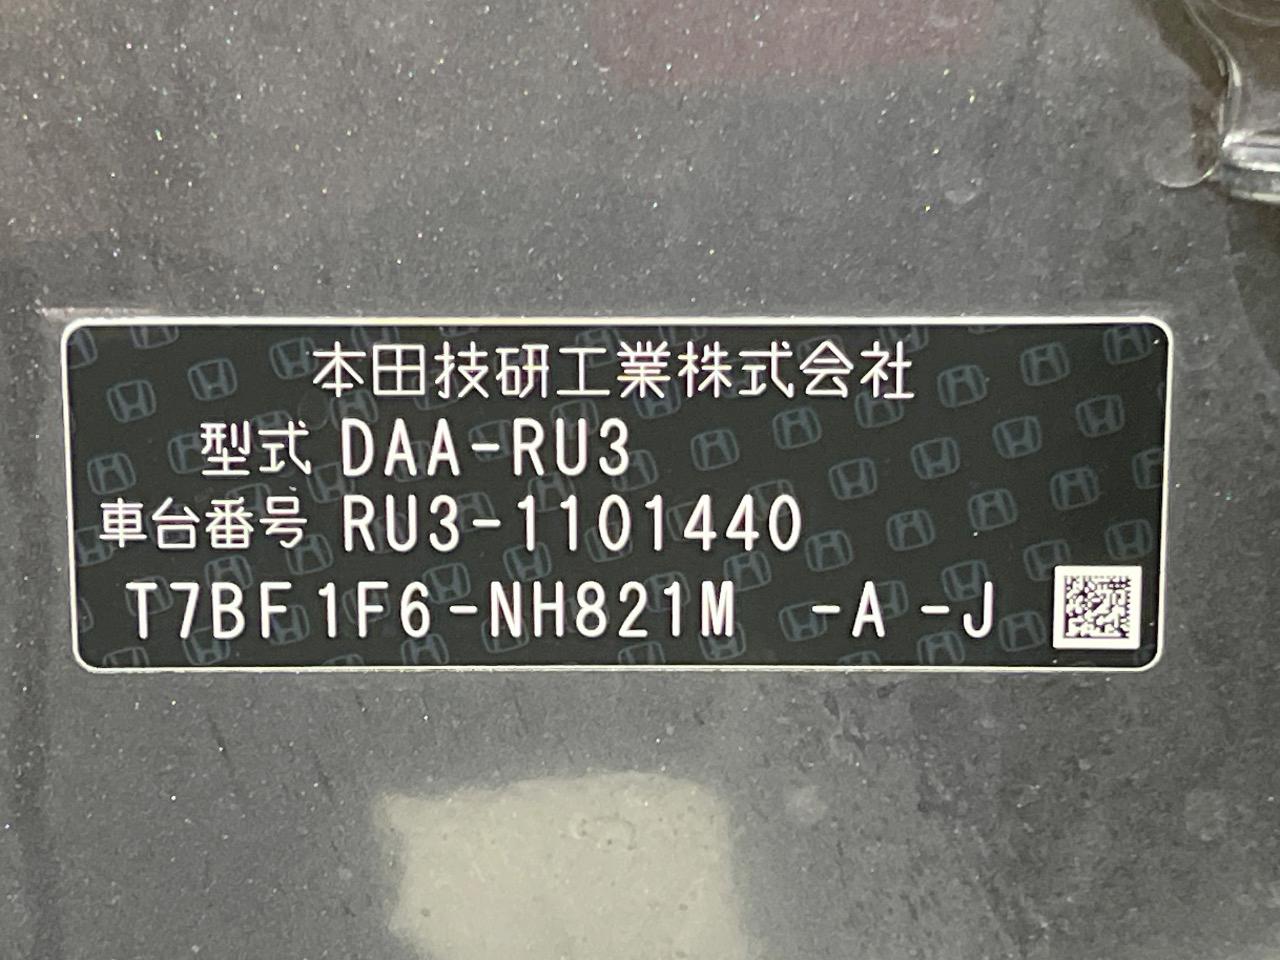 本田技研工業株式会社
型式 DAA-RU3
車台番号 RU3-1101440
T7BF1F6-NH821M -A -J